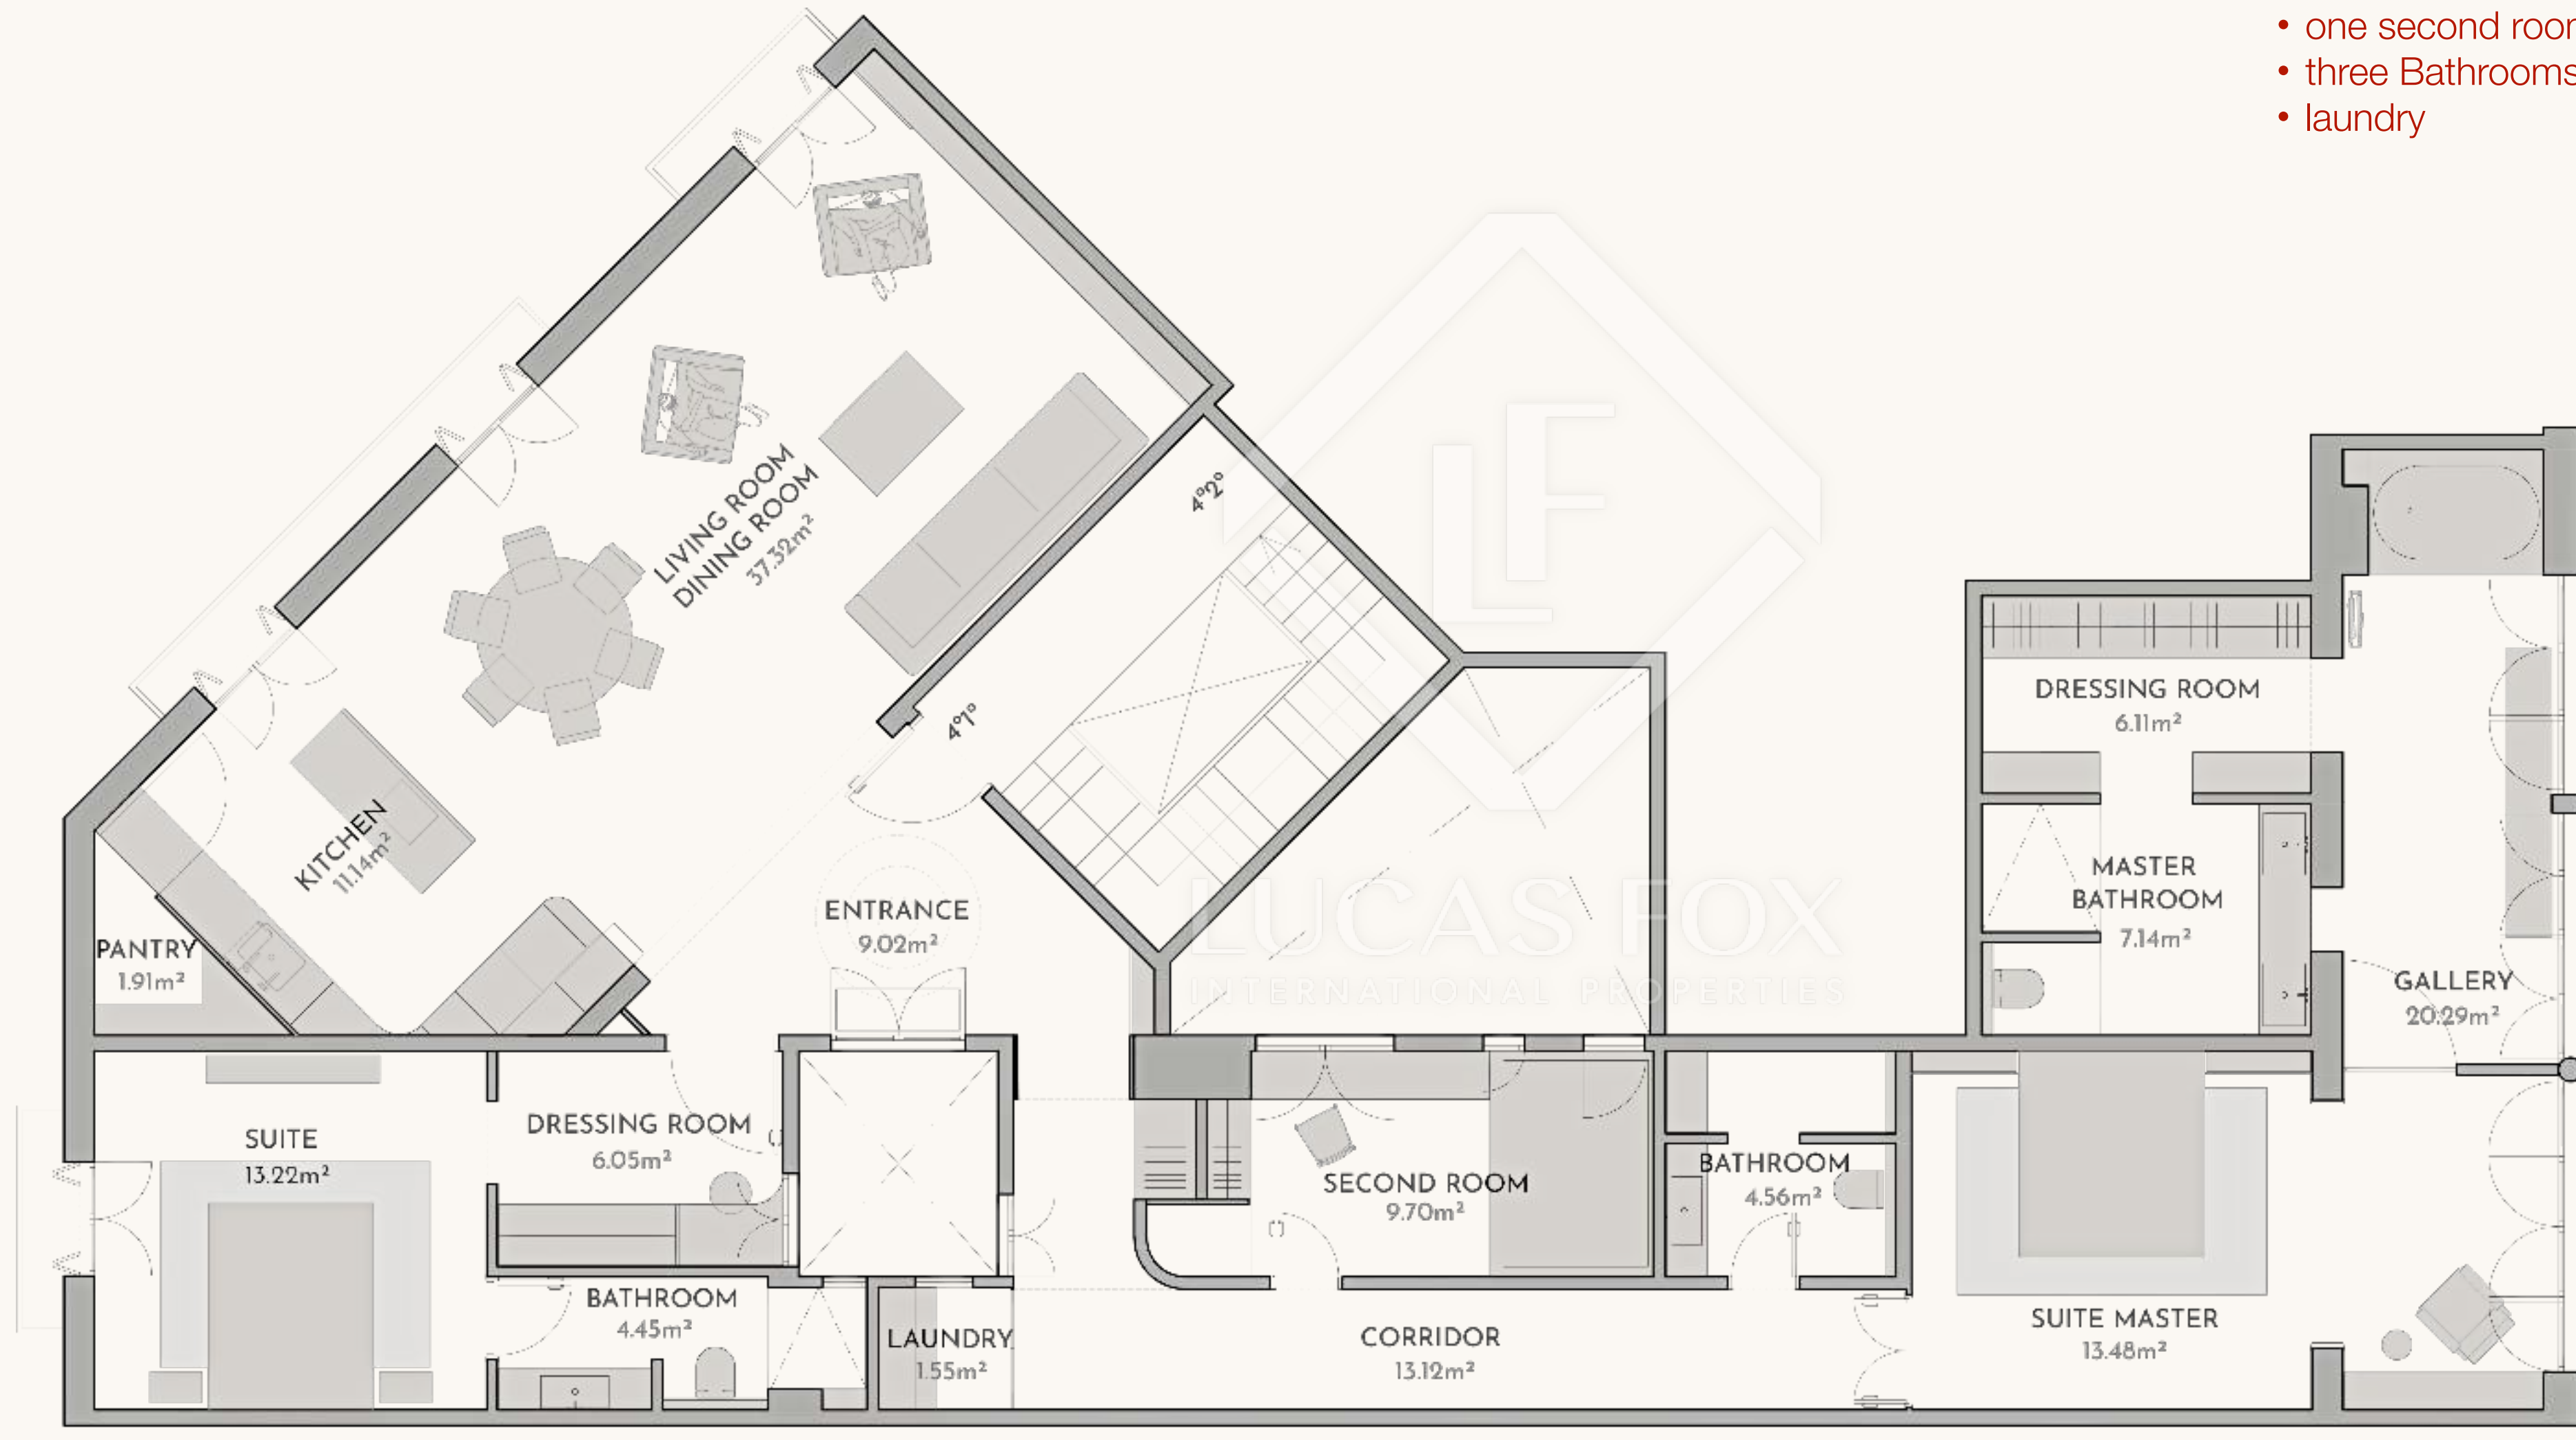 • one second roor
• three Bathrooms
• laundry
LIVING ROOM
DINING ROOM
37.32m²
4º2º
4º1º
KITCHEN
11.14m²
PANTRY
1.91m²
ENTRANCE
9.02m²
LF
LUCAS FOX
INTERNATIONAL PROPERTIES
DRESSING ROOM
6.11m²
MASTER
BATHROOM
7.14m²
GALLERY
20.29m²
SUITE
13.22m²
DRESSING ROOM
6.05m²
SECOND ROOM
9.70m²
BATHROOM
4.56m²
BATHROOM
4.45m²
LAUNDRY
1.55m²
CORRIDOR
13.12m²
SUITE MASTER
13.48m²